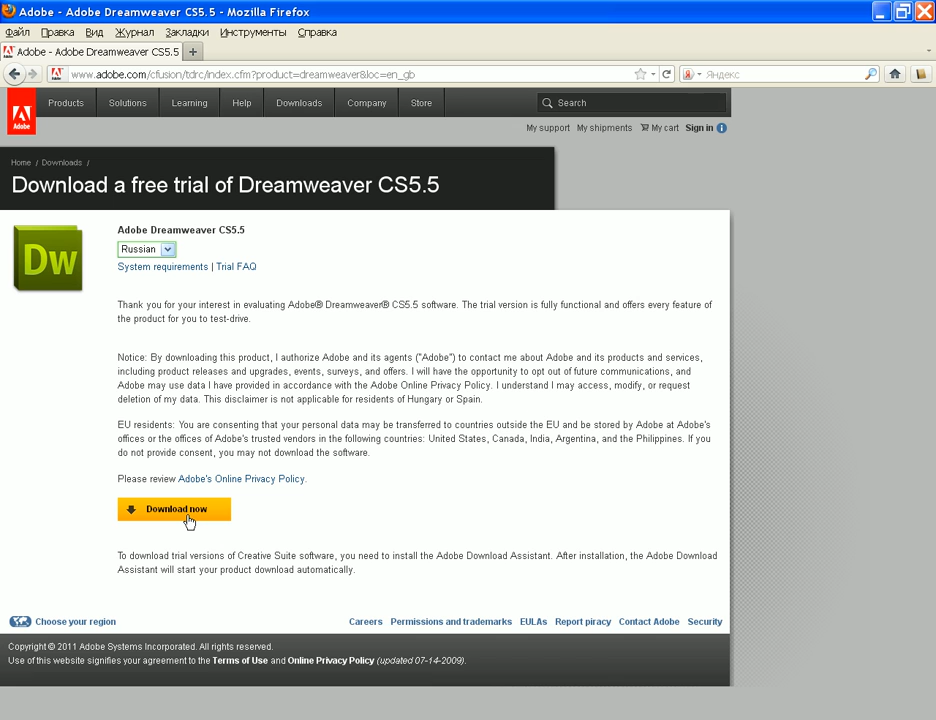 Adobe - Adobe Dreamweaver CS5.5 - Mozilla Firefox
Файл Правка Вид Журнал Закладки Инструменты Справка
Adobe - Adobe Dreamweaver CS5.5 +
www.adobe.com/cfusion/tdrc/index.cfm?product=dreamweaver&loc=en_gb Яндекс
Adobe Products Solutions Learning Help Downloads Company Store Search
My support My shipments My cart Sign in i
Home / Downloads /
Download a free trial of Dreamweaver CS5.5
Dw
Adobe Dreamweaver CS5.5
Russian
System requirements | Trial FAQ
Thank you for your interest in evaluating Adobe® Dreamweaver® CS5.5 software. The trial version is fully functional and offers every feature of
the product for you to test-drive.
Notice: By downloading this product, I authorize Adobe and its agents ("Adobe") to contact me about Adobe and its products and services,
including product releases and upgrades, events, surveys, and offers. I will have the opportunity to opt out of future communications, and
Adobe may use data I have provided in accordance with the Adobe Online Privacy Policy. I understand I may access, modify, or request
deletion of my data. This disclaimer is not applicable for residents of Hungary or Spain.
EU residents: You are consenting that your personal data may be transferred to countries outside the EU and be stored by Adobe at Adobe's
offices or the offices of Adobe's trusted vendors in the following countries: United States, Canada, India, Argentina, and the Philippines. If you
do not provide consent, you may not download the software.
Please review Adobe's Online Privacy Policy.
Download now
To download trial versions of Creative Suite software, you need to install the Adobe Download Assistant. After installation, the Adobe Download
Assistant will start your product download automatically.
Choose your region Careers Permissions and trademarks EULAs Report piracy Contact Adobe Security
Copyright © 2011 Adobe Systems Incorporated. All rights reserved.
Use of this website signifies your agreement to the Terms of Use and Online Privacy Policy (updated 07-14-2009).